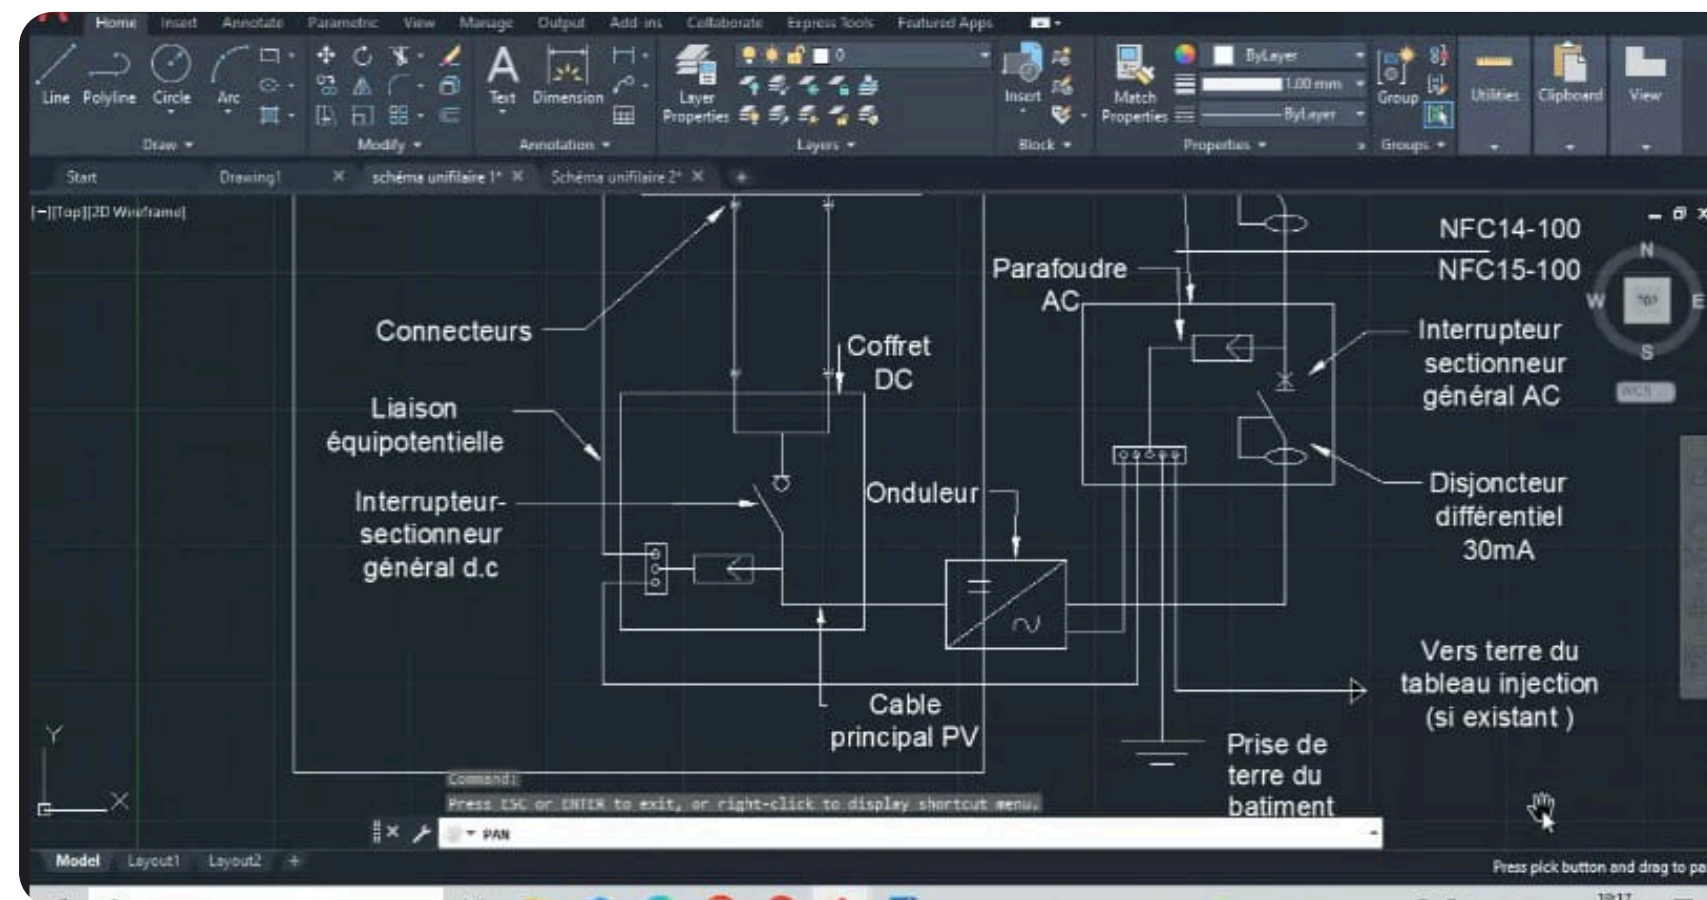 Home Insert Annotate Parametric View Manage Output Add-ins Collaborate Express Tools Featured Apps
Line Polyline Circle Arc
Draw
Modify
Text Dimension
Annotation
Layer
Properties
0
Layers
Insert
Block
Match
Properties
ByLayer
1.00 mm
ByLayer
Properties
Group
Groups
Utilities
Clipboard
View
Start
Drawing1
schéma unifilaire 1*
Schéma unifilaire 2*
[−][Top][2D Wireframe]
NFC14-100
NFC15-100
N
W
TOP
E
S
WCS
Parafoudre
AC
Connecteurs
Coffret
DC
Interrupteur
sectionneur
général AC
Liaison
équipotentielle
Onduleur
Interrupteur-
sectionneur
général d.c
Disjoncteur
différentiel
30mA
Vers terre du
tableau injection
(si existant )
Cable
principal PV
Prise de
terre du
batiment
Y
X
Command:
Press ESC or ENTER to exit, or right-click to display shortcut menu.
PAN
Model Layout1 Layout2 +
Press pick button and drag to pa